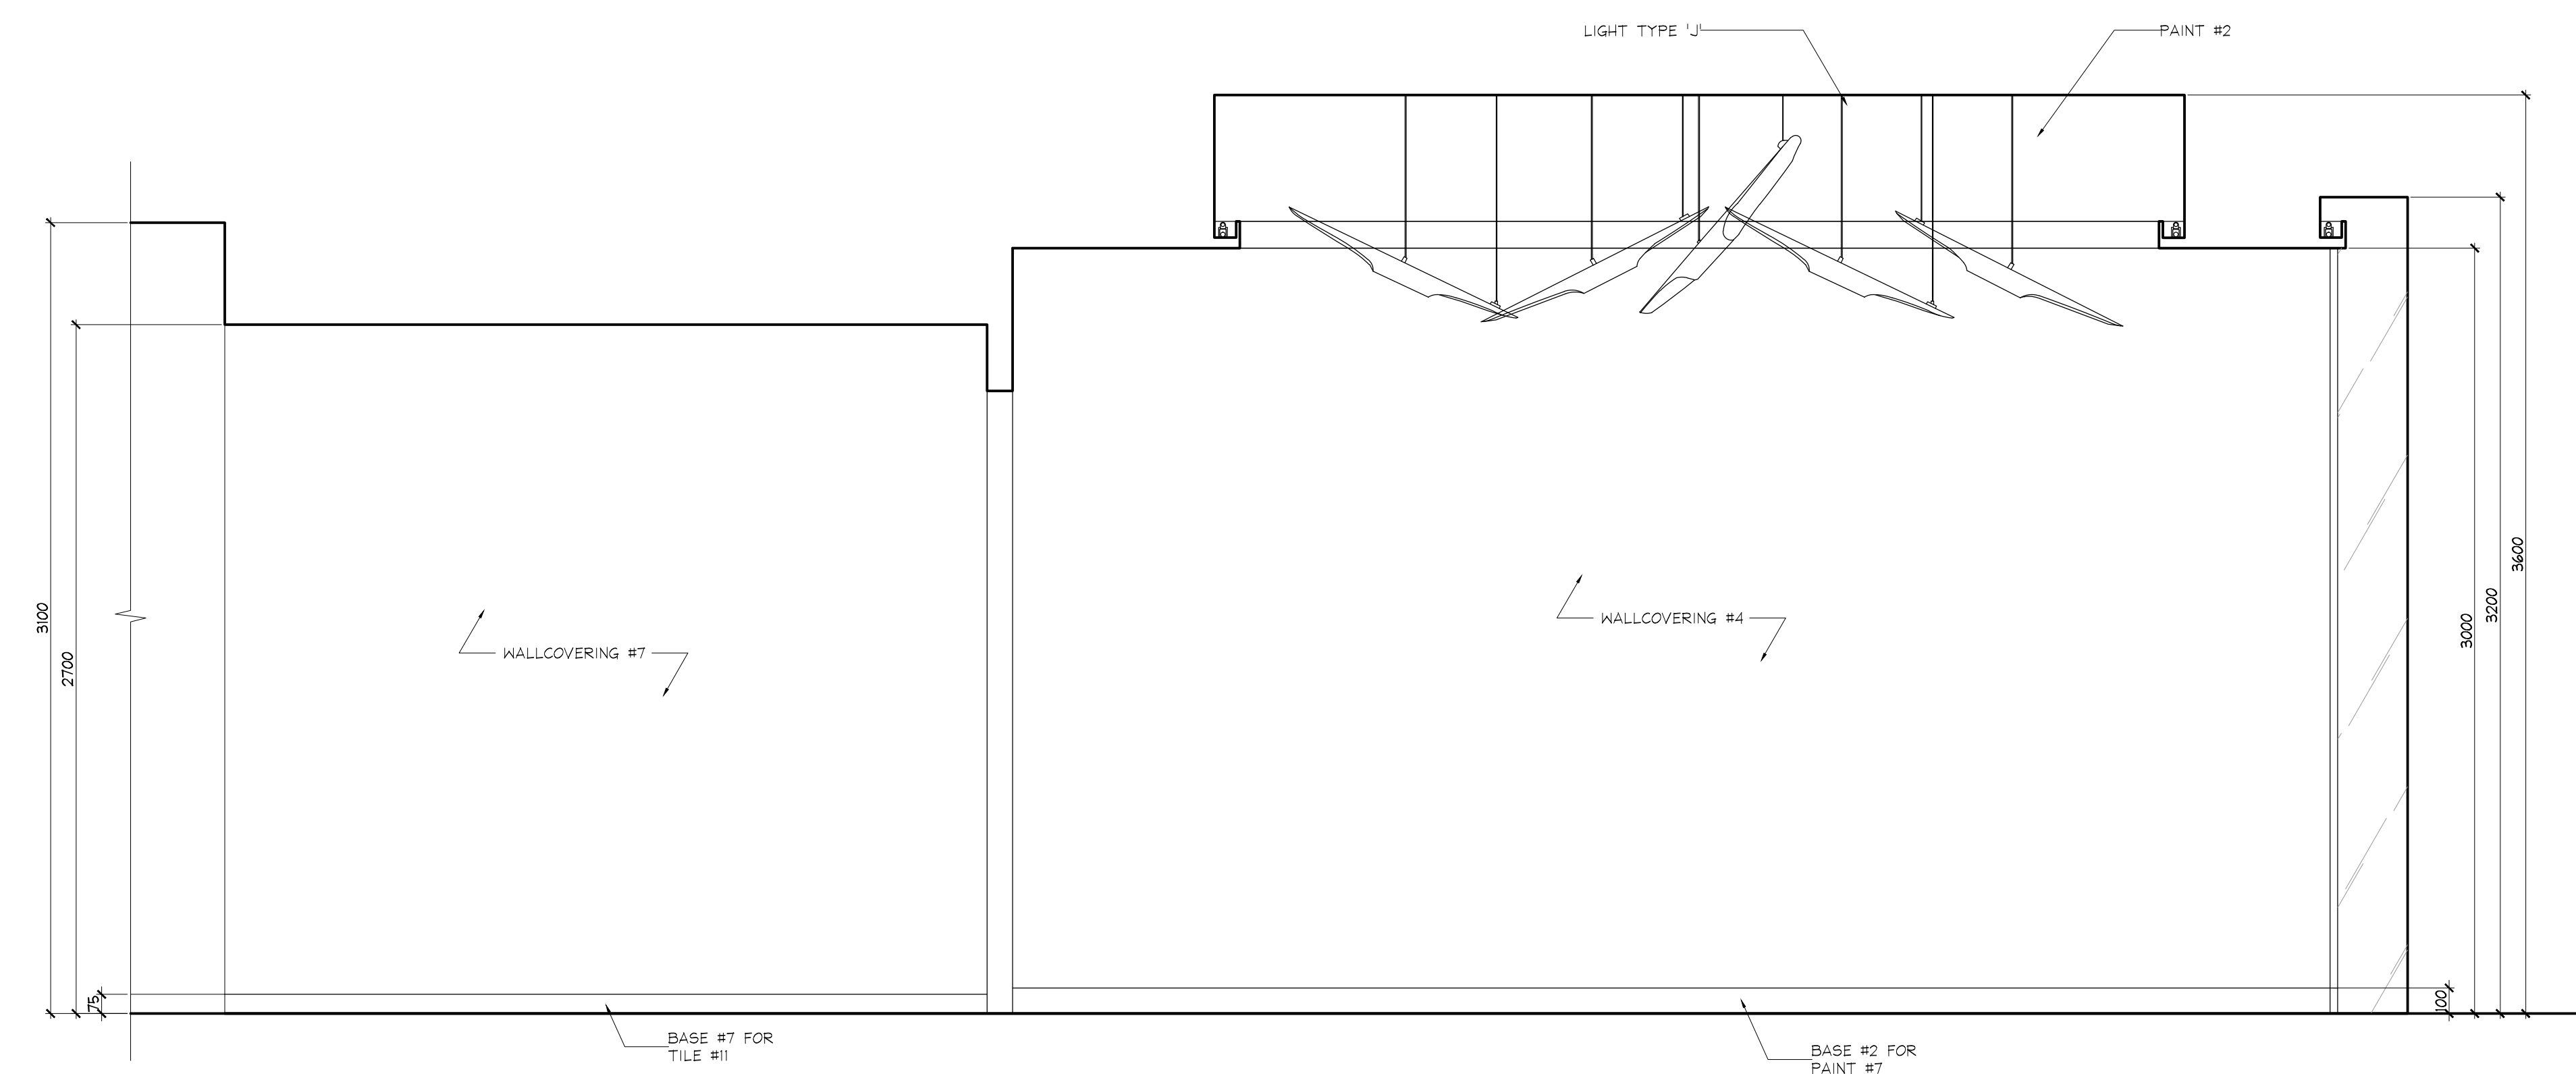 LIGHT TYPE 'J'
PAINT #2
3100
2700
75
WALLCOVERING #7
WALLCOVERING #4
3600
3200
3000
100
BASE #7 FOR
TILE #11
BASE #2 FOR
PAINT #7